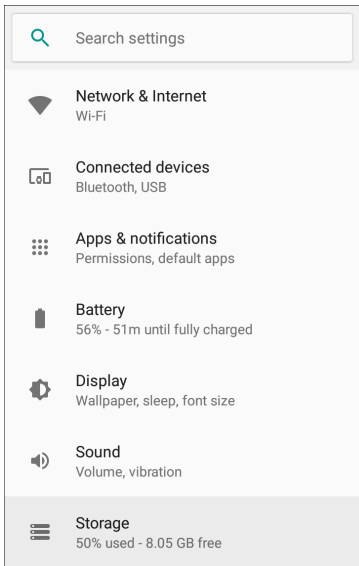 Search settings
Network & Internet
Wi-Fi
Connected devices
Bluetooth, USB
Apps & notifications
Permissions, default apps
Battery
56% - 51m until fully charged
Display
Wallpaper, sleep, font size
Sound
Volume, vibration
Storage
50% used - 8.05 GB free